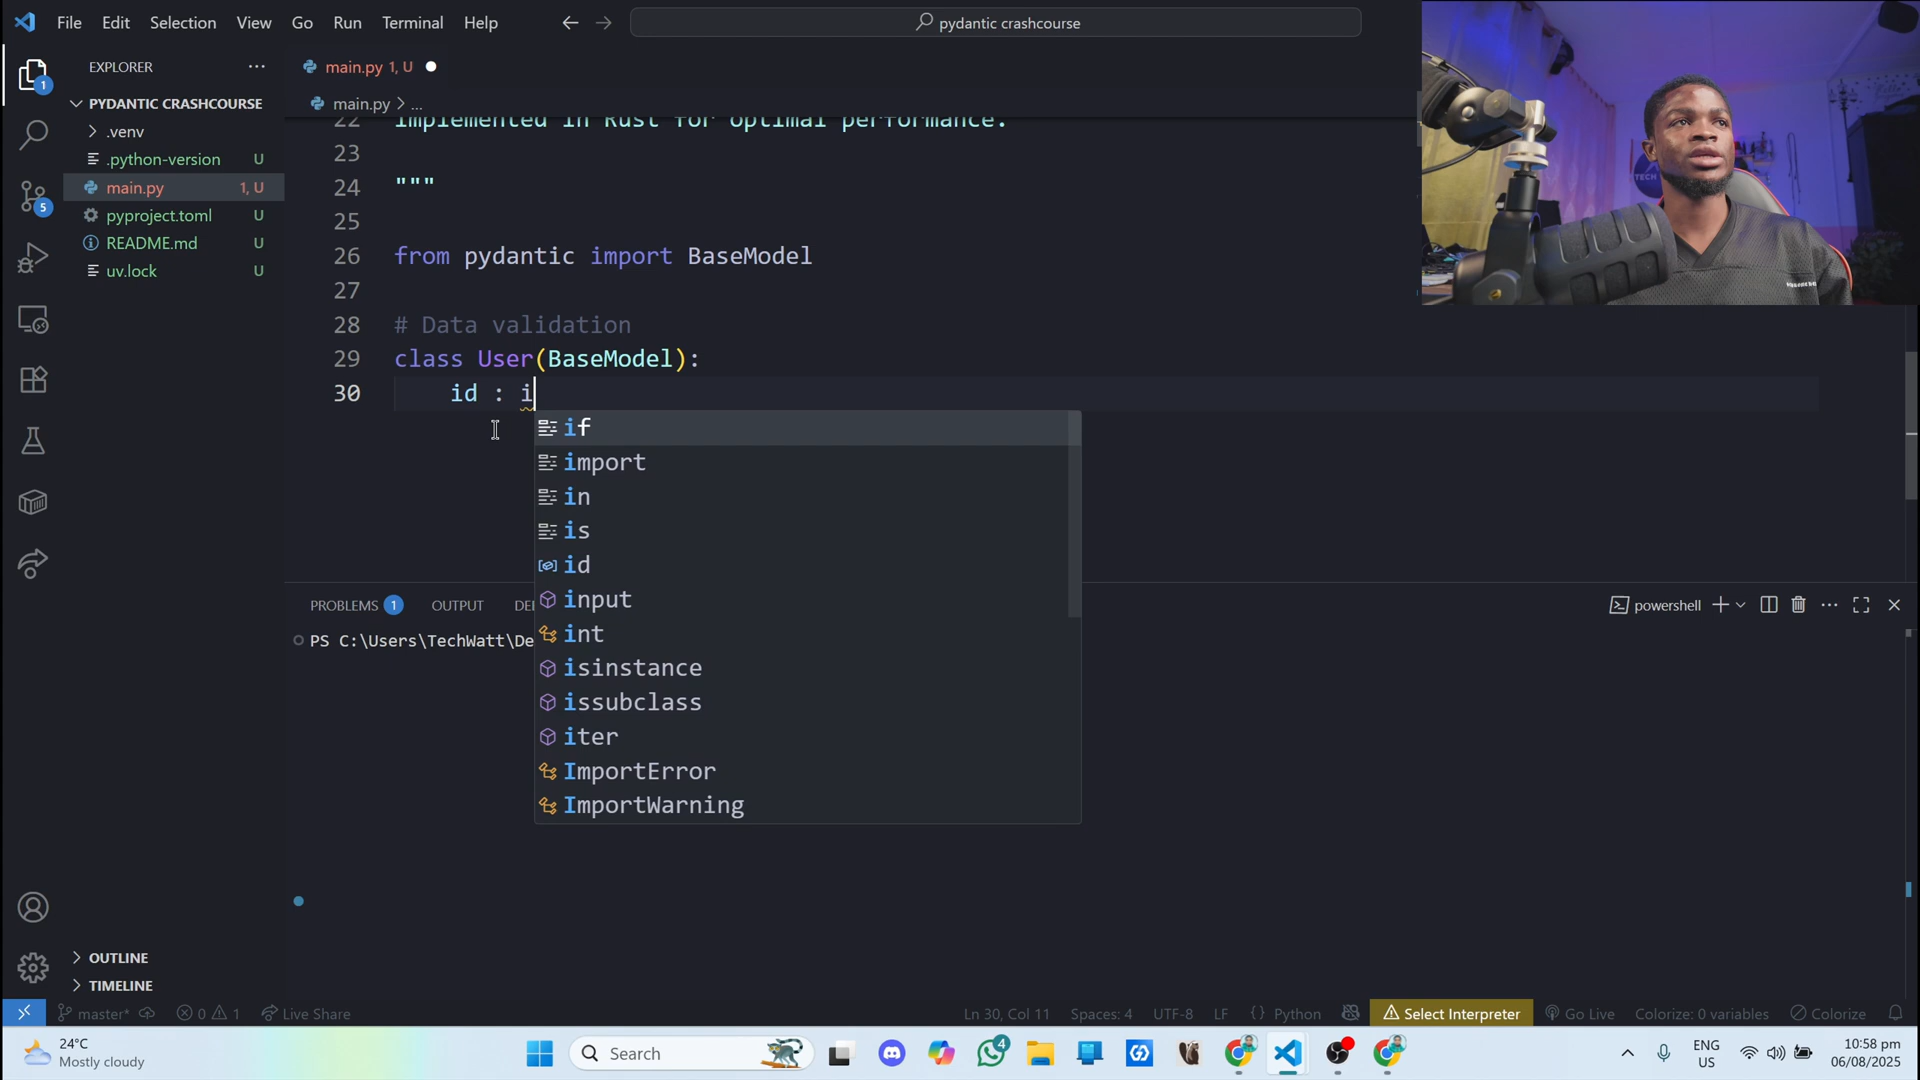 File Edit Selection View Go Run Terminal Help
pydantic crashcourse
EXPLORER
main.py 1, U
PYDANTIC CRASHCOURSE
.venv
.python-version U
main.py 1, U
pyproject.toml U
README.md U
uv.lock U
main.py > ...
22 implemented in Rust for optimal performance.
23
24 """
25
26 from pydantic import BaseModel
27
28 # Data validation
29 class User(BaseModel):
30 id : i
if
import
in
is
id
input
int
isinstance
issubclass
iter
ImportError
ImportWarning
PROBLEMS 1 OUTPUT DE
powershell
PS C:\Users\TechWatt\De
1
5
TECH
OUTLINE
TIMELINE
master* 0 1 Live Share
Ln 30, Col 11 Spaces: 4 UTF-8 LF {} Python Select Interpreter Go Live Colorize: 0 variables Colorize
24°C
Mostly cloudy
Search
4
ENG
US
10:58 pm
06/08/2025